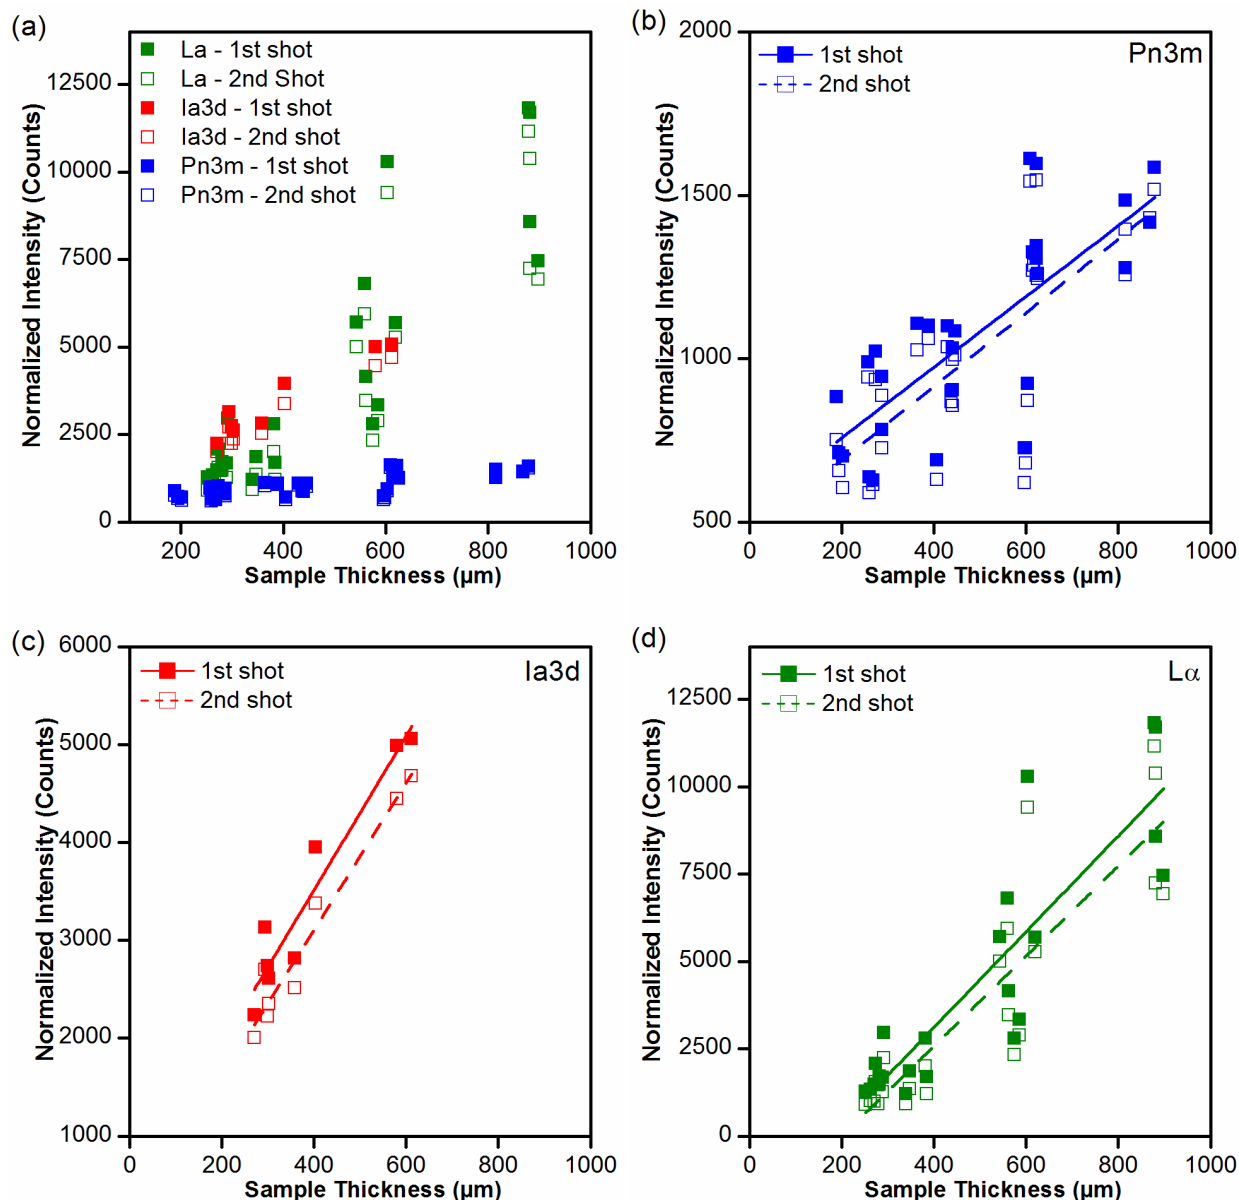 (a)
La - 1st shot
La - 2nd Shot
Ia3d - 1st shot
Ia3d - 2nd shot
Pn3m - 1st shot
Pn3m - 2nd shot
12500
10000
7500
5000
2500
0
200 400 600 800 1000
Normalized Intensity (Counts)
Sample Thickness (µm)
(b)
1st shot
2nd shot
Pn3m
2000
1500
1000
500
0 200 400 600 800 1000
Normalized Intensity (Counts)
Sample Thickness (µm)
(c)
1st shot
2nd shot
Ia3d
6000
5000
4000
3000
2000
1000
0 200 400 600 800 1000
Normalized Intensity (Counts)
Sample Thickness (µm)
(d)
1st shot
2nd shot
Lα
12500
10000
7500
5000
2500
0
0 200 400 600 800 1000
Normalized Intensity (Counts)
Sample Thickness (µm)